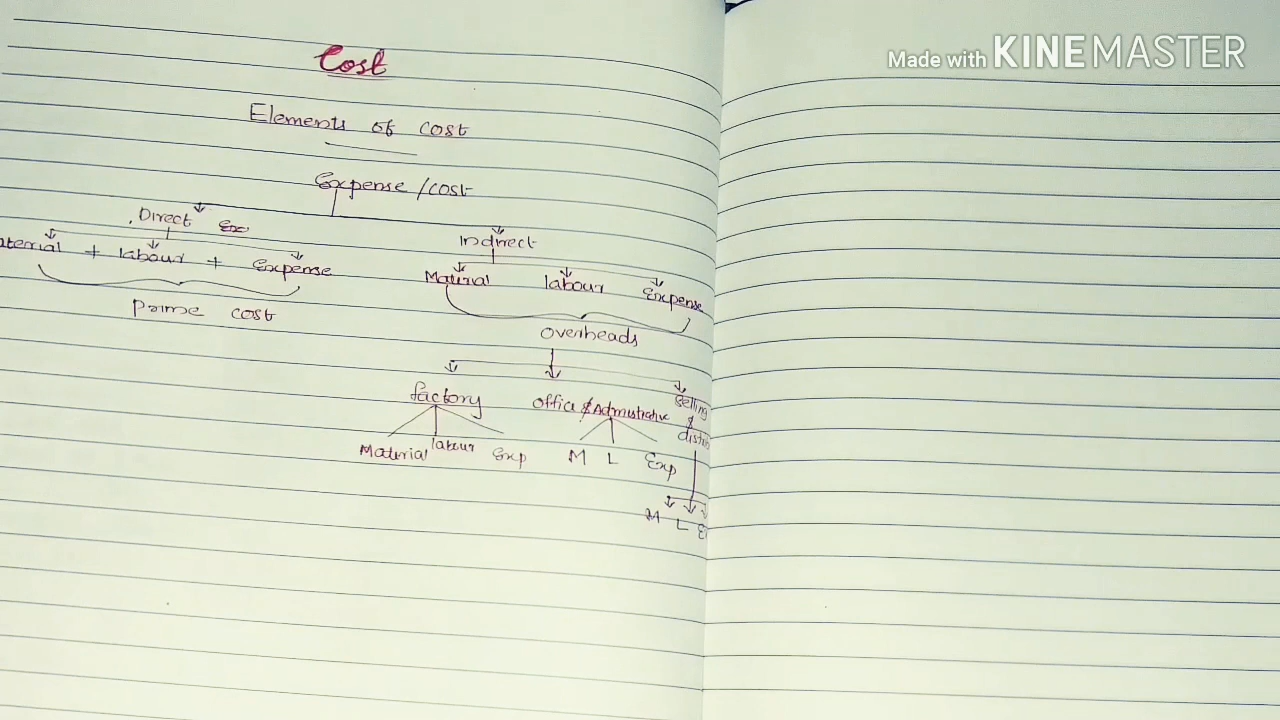 Made with KINEMASTER
Cost
Elements of cost
Expense/cost
Direct Ex:
Indirect
aterial + labour + Expense
Material labour Expense
Prime cost
overheads
factory office & Admistrative selling
&
distri
Material labour Exp M L Exp
M L E